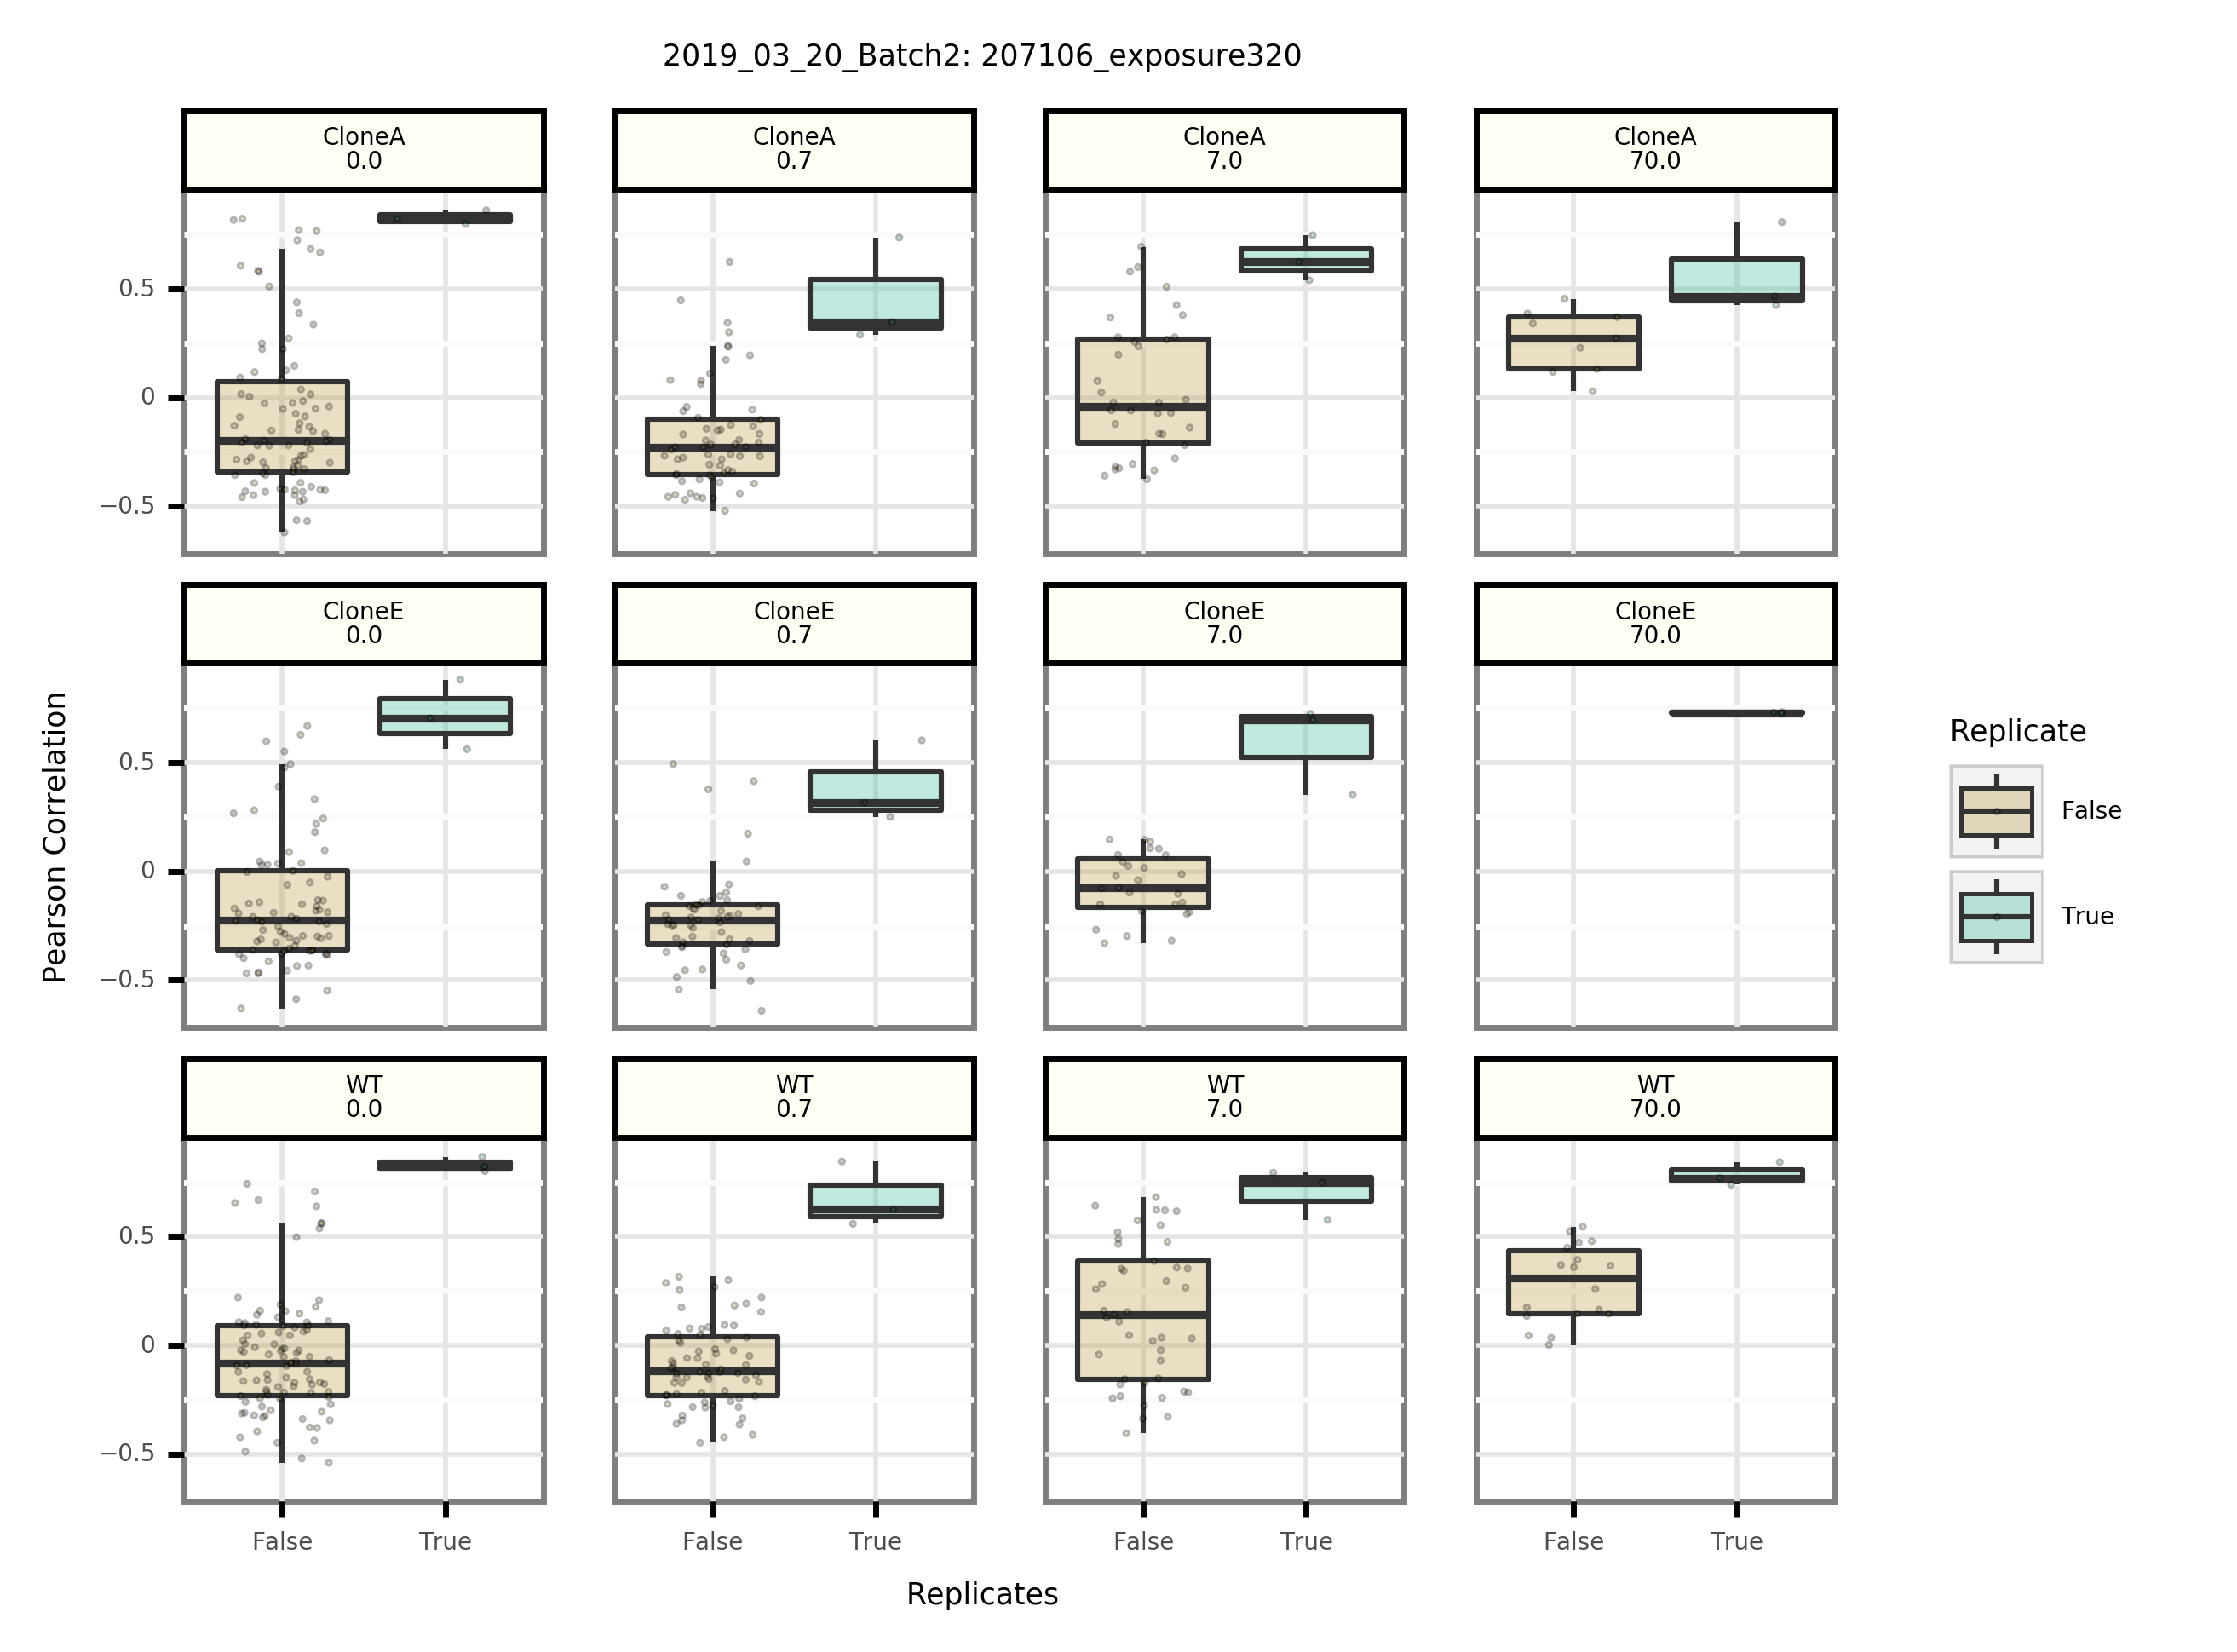 2019_03_20_Batch2: 207106_exposure320
CloneA
0.0
CloneA
0.7
CloneA
7.0
CloneA
70.0
0.5
0
−0.5
CloneE
0.0
CloneE
0.7
CloneE
7.0
CloneE
70.0
0.5
0
−0.5
WT
0.0
WT
0.7
WT
7.0
WT
70.0
0.5
0
−0.5
False
True
False
True
False
True
False
True
Replicates
Pearson Correlation
Replicate
False
True